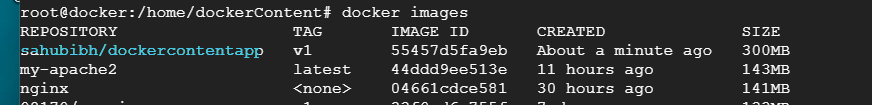 root@docker:/home/dockerContent# docker images
REPOSITORY TAG IMAGE ID CREATED SIZE
sahubibh/dockercontentapp v1 55457d5fa9eb About a minute ago 300MB
my-apache2 latest 44ddd9ee513e 11 hours ago 143MB
nginx <none> 04661cdce581 30 hours ago 141MB